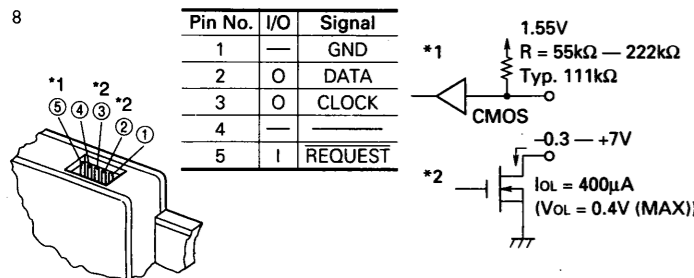 8
Pin No. I/O Signal
1 — GND
2 O DATA
3 O CLOCK
4 — ———
5 I REQUEST
*1
⑤ ④ *2
③ *2
② ①
*1
1.55V
R = 55kΩ — 222kΩ
Typ. 111kΩ
CMOS
*2
–0.3 — +7V
IOL = 400μA
(VOL = 0.4V (MAX))